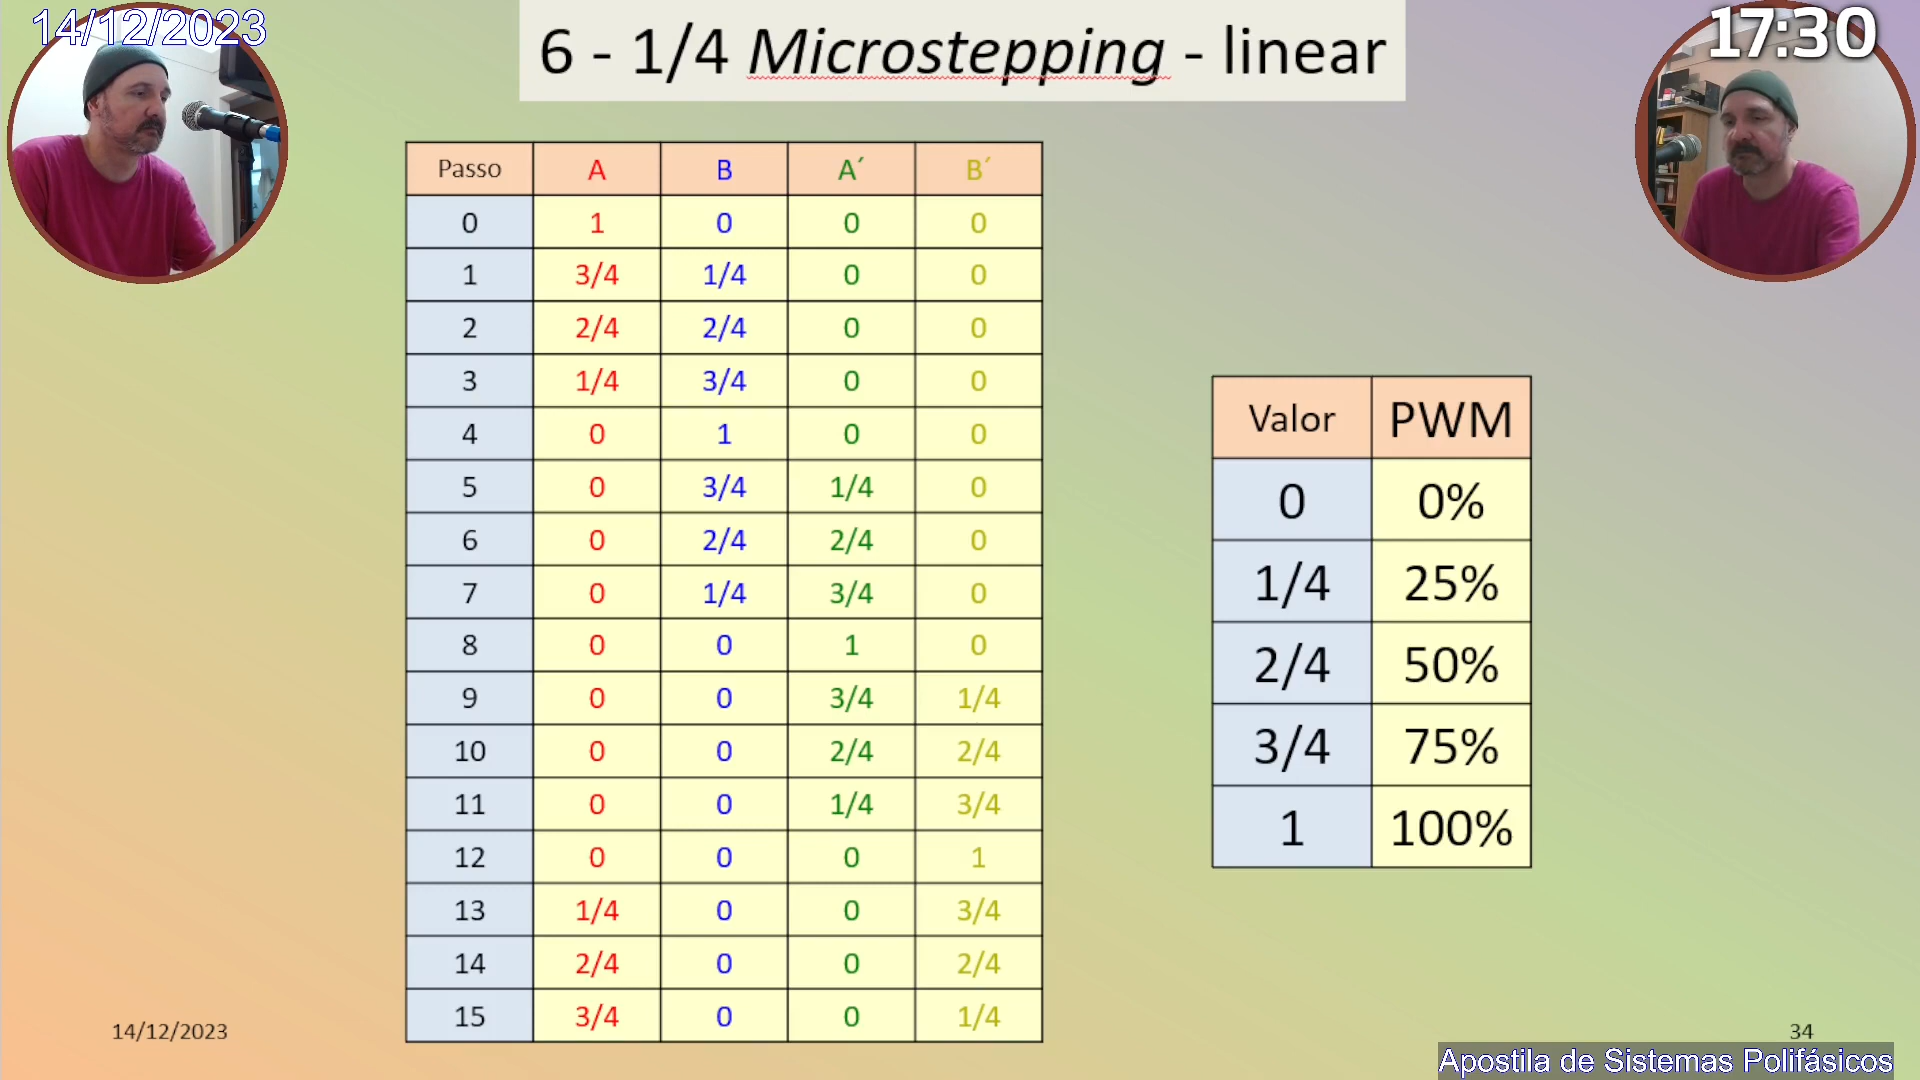 14/12/2023
17:30
6 - 1/4 Microstepping - linear
Passo A B A´ B´
0 1 0 0 0
1 3/4 1/4 0 0
2 2/4 2/4 0 0
3 1/4 3/4 0 0
4 0 1 0 0
5 0 3/4 1/4 0
6 0 2/4 2/4 0
7 0 1/4 3/4 0
8 0 0 1 0
9 0 0 3/4 1/4
10 0 0 2/4 2/4
11 0 0 1/4 3/4
12 0 0 0 1
13 1/4 0 0 3/4
14 2/4 0 0 2/4
15 3/4 0 0 1/4
Valor PWM
0 0%
1/4 25%
2/4 50%
3/4 75%
1 100%
14/12/2023
34
Apostila de Sistemas Polifásicos